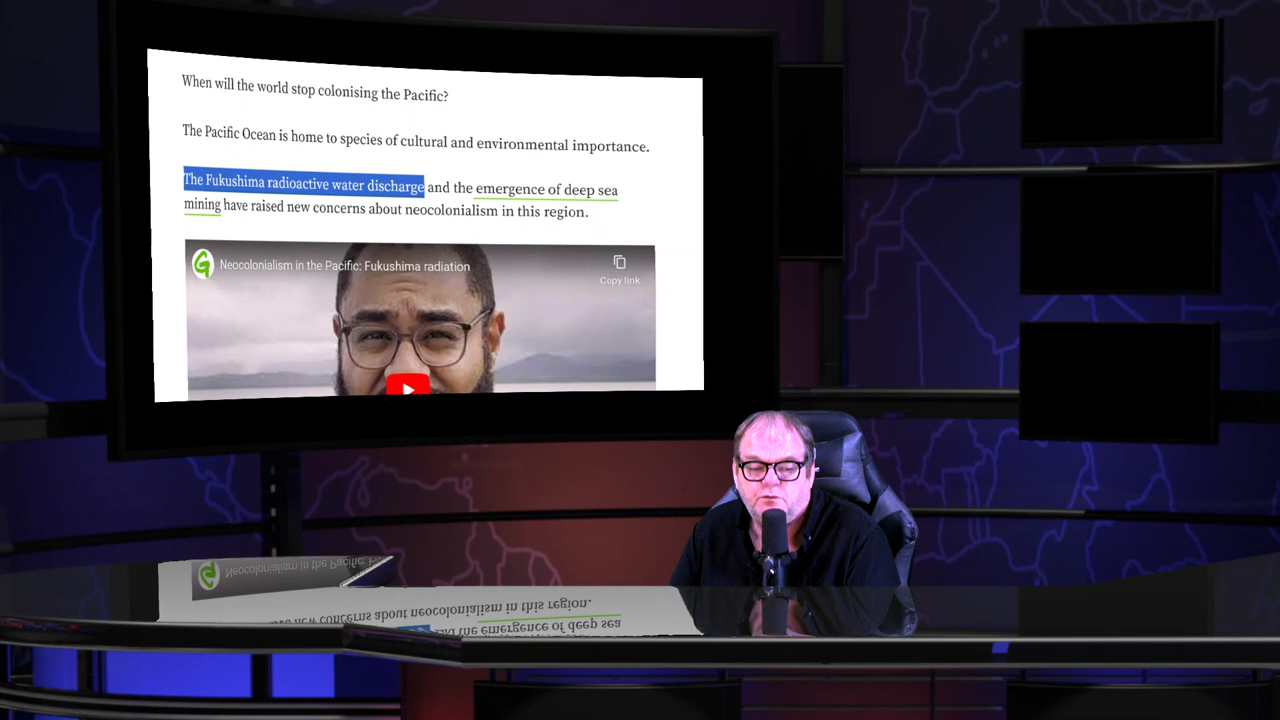 When will the world stop colonising the Pacific?
The Pacific Ocean is home to species of cultural and environmental importance.
The Fukushima radioactive water discharge and the emergence of deep sea
mining have raised new concerns about neocolonialism in this region.
Neocolonialism in the Pacific: Fukushima radiation
Copy link